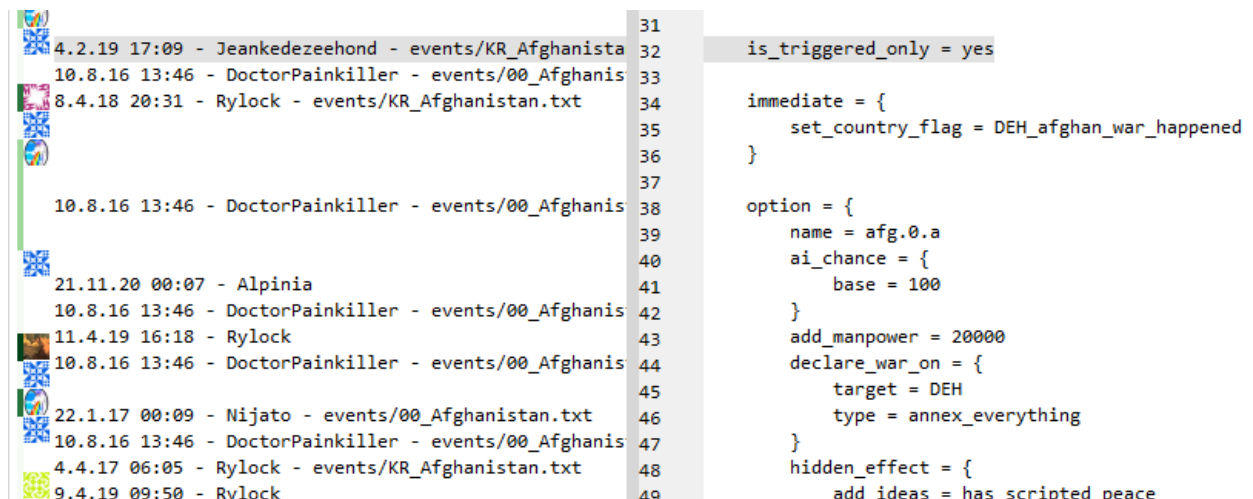 31
4.2.19 17:09 - Jeankedezeehond - events/KR_Afghanista 32 is_triggered_only = yes
10.8.16 13:46 - DoctorPainkiller - events/00_Afghanis 33
8.4.18 20:31 - Rylock - events/KR_Afghanistan.txt 34 immediate = {
35 set_country_flag = DEH_afghan_war_happened
36 }
37
10.8.16 13:46 - DoctorPainkiller - events/00_Afghanis 38 option = {
39 name = afg.0.a
40 ai_chance = {
21.11.20 00:07 - Alpinia 41 base = 100
10.8.16 13:46 - DoctorPainkiller - events/00_Afghanis 42 }
11.4.19 16:18 - Rylock 43 add_manpower = 20000
10.8.16 13:46 - DoctorPainkiller - events/00_Afghanis 44 declare_war_on = {
45 target = DEH
22.1.17 00:09 - Nijato - events/00_Afghanistan.txt 46 type = annex_everything
10.8.16 13:46 - DoctorPainkiller - events/00_Afghanis 47 }
4.4.17 06:05 - Rylock - events/KR_Afghanistan.txt 48 hidden_effect = {
9.4.19 09:50 - Rylock 49 add_ideas = has_scripted_peace